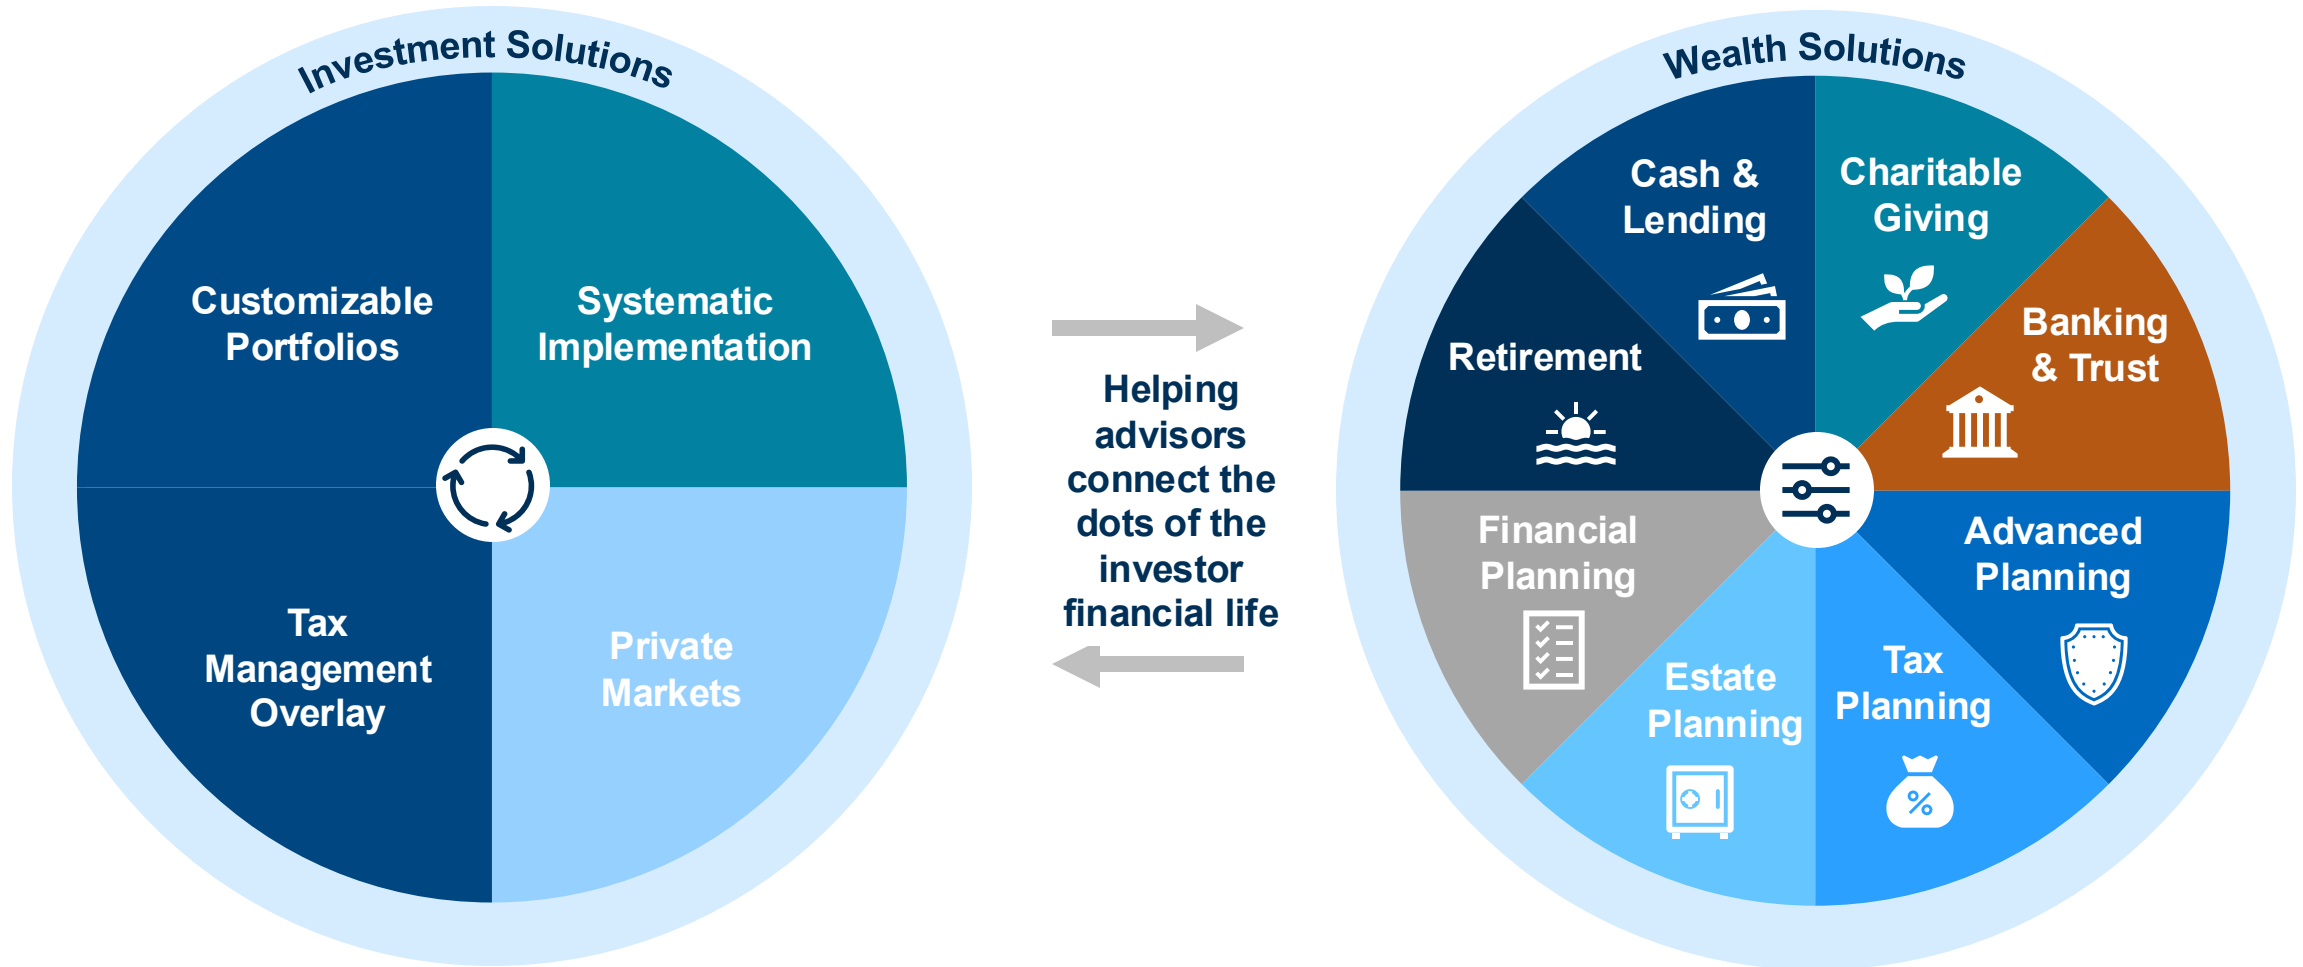 Investment Solutions
Customizable
Portfolios
Systematic
Implementation
Tax
Management
Overlay
Private
Markets
Helping
advisors
connect the
dots of the
investor
financial life
Wealth Solutions
Cash &
Lending
Charitable
Giving
Banking
& Trust
Retirement
Financial
Planning
Advanced
Planning
Estate
Planning
Tax
Planning
%